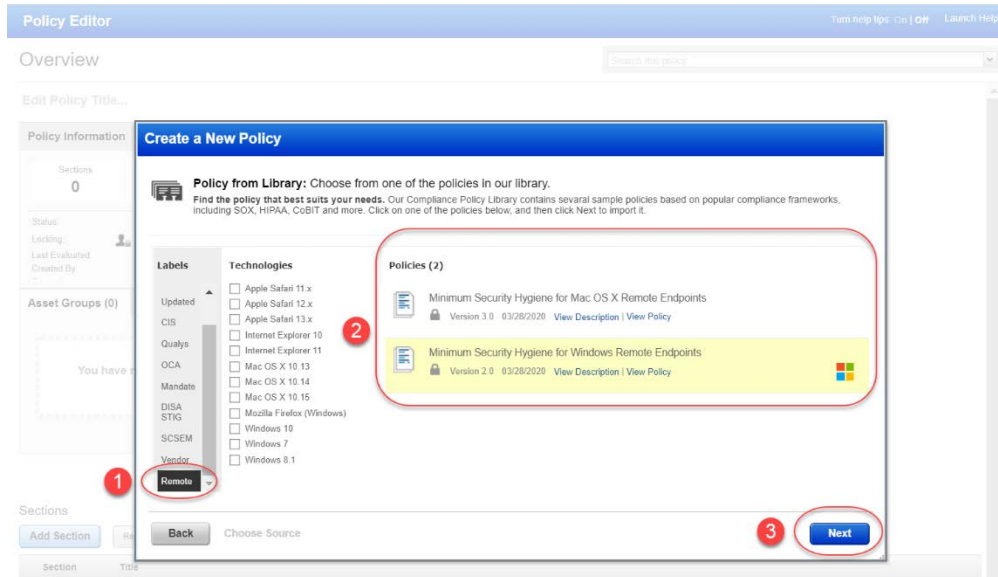 Policy Editor
Turn help tips: On | Off Launch Help
Overview
Search this policy
Edit Policy Title...
Policy Information
Sections
0
Status:
Locking:
Last Evaluated:
Created By
Asset Groups (0)
You have
Sections
Add Section
Section Title
Create a New Policy
Policy from Library: Choose from one of the policies in our library.
Find the policy that best suits your needs. Our Compliance Policy Library contains sevaral sample policies based on popular compliance frameworks,
including SOX, HIPAA, CoBIT and more. Click on one of the policies below, and then click Next to import it.
Labels
Updated
CIS
Qualys
OCA
Mandate
DISA
STIG
SCSEM
Vendor
Remote
1
Technologies
Apple Safari 11.x
Apple Safari 12.x
Apple Safari 13.x
Internet Explorer 10
Internet Explorer 11
Mac OS X 10.13
Mac OS X 10.14
Mac OS X 10.15
Mozilla Firefox (Windows)
Windows 10
Windows 7
Windows 8.1
2
Policies (2)
Minimum Security Hygiene for Mac OS X Remote Endpoints
Version 3.0 03/28/2020 View Description | View Policy
Minimum Security Hygiene for Windows Remote Endpoints
Version 2.0 03/28/2020 View Description | View Policy
Back
Choose Source
3
Next